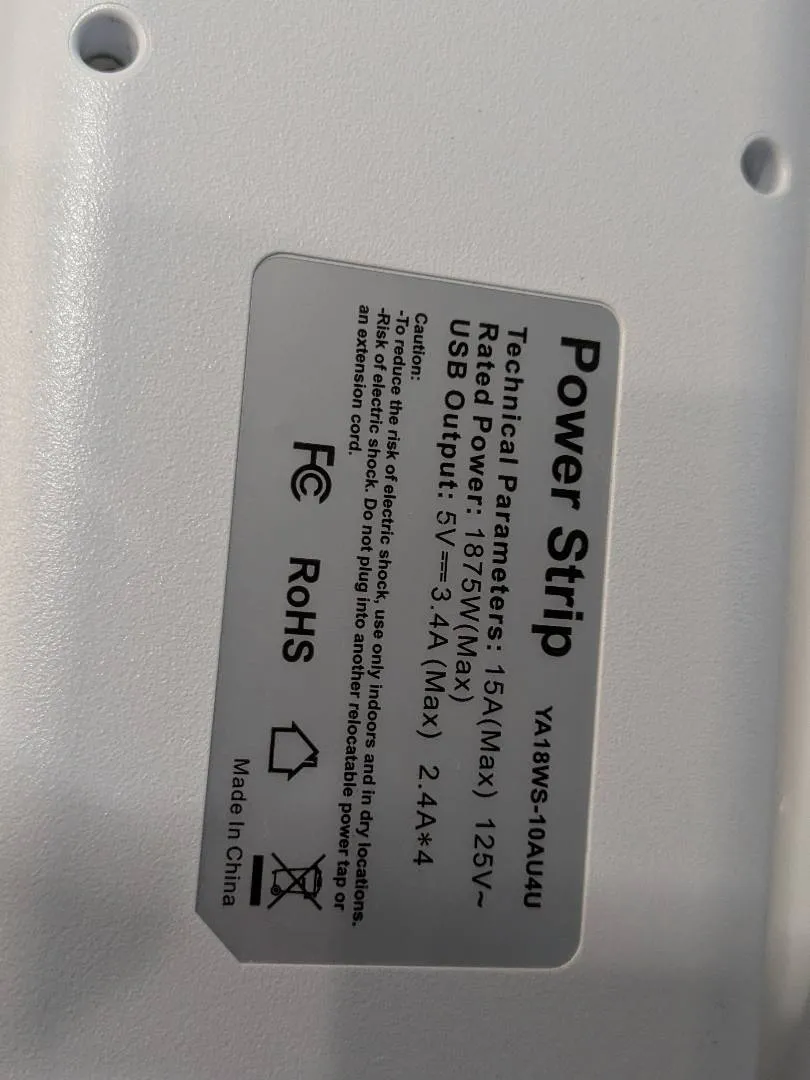 Power Strip YA18WS-10AU4U
Technical Parameters: 15A(Max) 125V~
Rated Power: 1875W(Max)
USB Output: 5V⎓3.4A(Max) 2.4A*4
Caution:
-To reduce the risk of electric shock, use only indoors and in dry locations.
-Risk of electric shock. Do not plug into another relocatable power tap or
an extension cord.
FC RoHS
Made In China